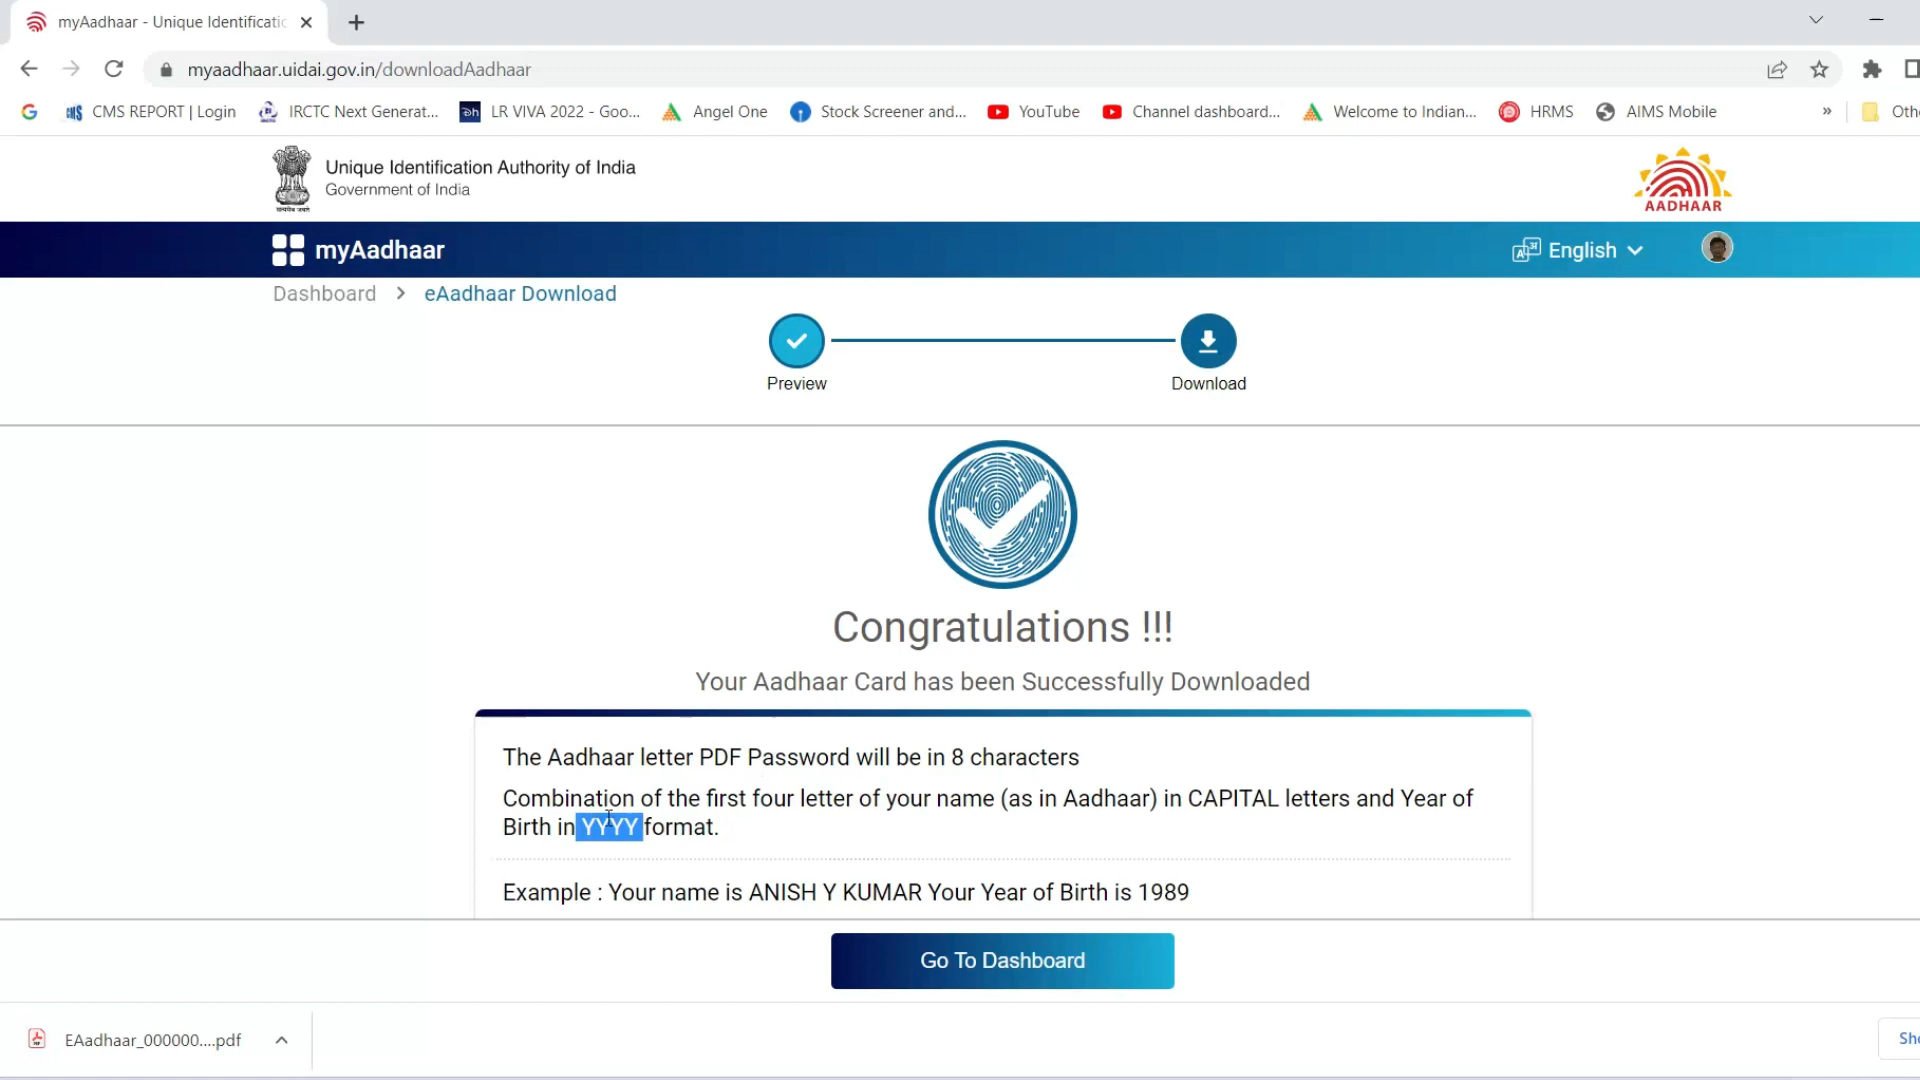 myAadhaar - Unique Identificatic
myaadhaar.uidai.gov.in/downloadAadhaar
CMS REPORT | Login
IRCTC Next Generat...
LR VIVA 2022 - Goo...
Angel One
Stock Screener and...
YouTube
Channel dashboard...
Welcome to Indian...
HRMS
AIMS Mobile
»
Othe
Unique Identification Authority of India
Government of India
AADHAAR
myAadhaar
English
Dashboard > eAadhaar Download
Preview
Download
Congratulations !!!
Your Aadhaar Card has been Successfully Downloaded
The Aadhaar letter PDF Password will be in 8 characters
Combination of the first four letter of your name (as in Aadhaar) in CAPITAL letters and Year of
Birth in YYYY format.
Example : Your name is ANISH Y KUMAR Your Year of Birth is 1989
Go To Dashboard
EAadhaar_000000....pdf
Sho